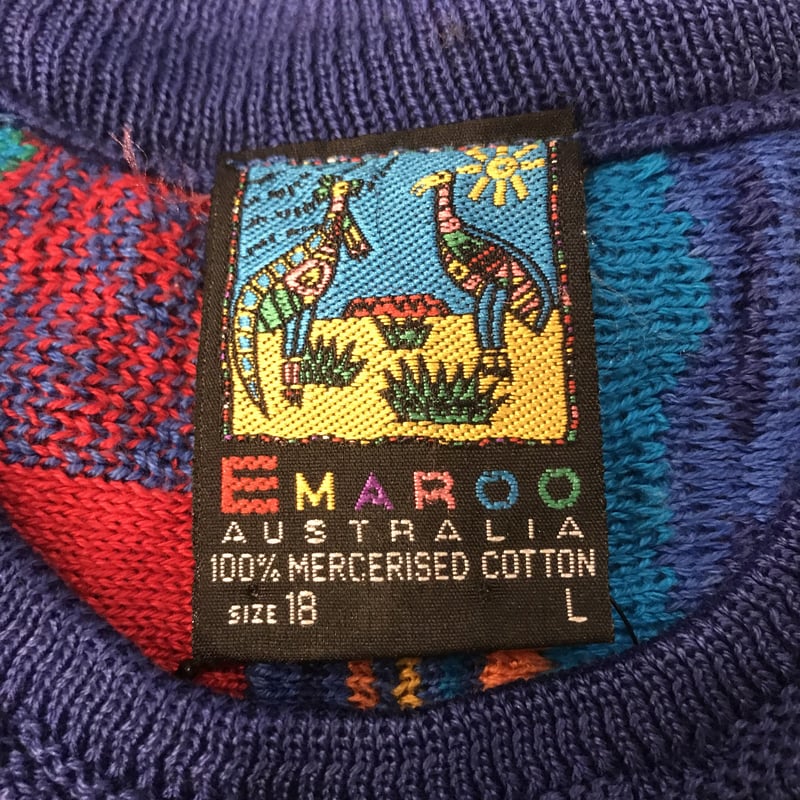 EMAROO
AUSTRALIA
100% MERCERISED COTTON
SIZE 18 L